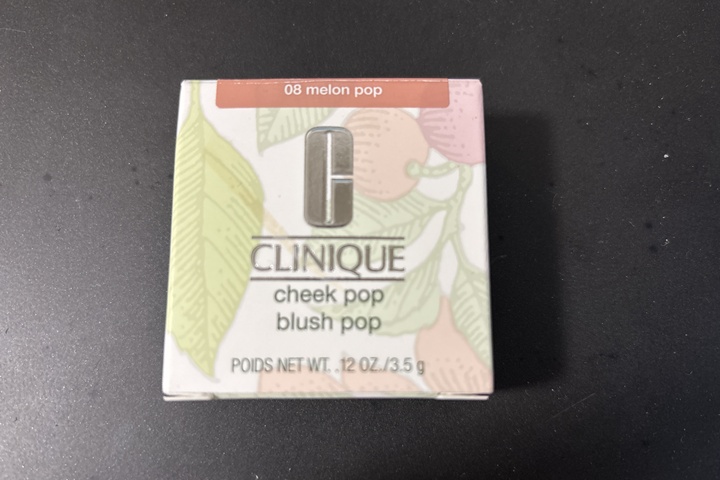 08 melon pop
CLINIQUE
cheek pop
blush pop
POIDS NET WT. .12 OZ./3.5 g